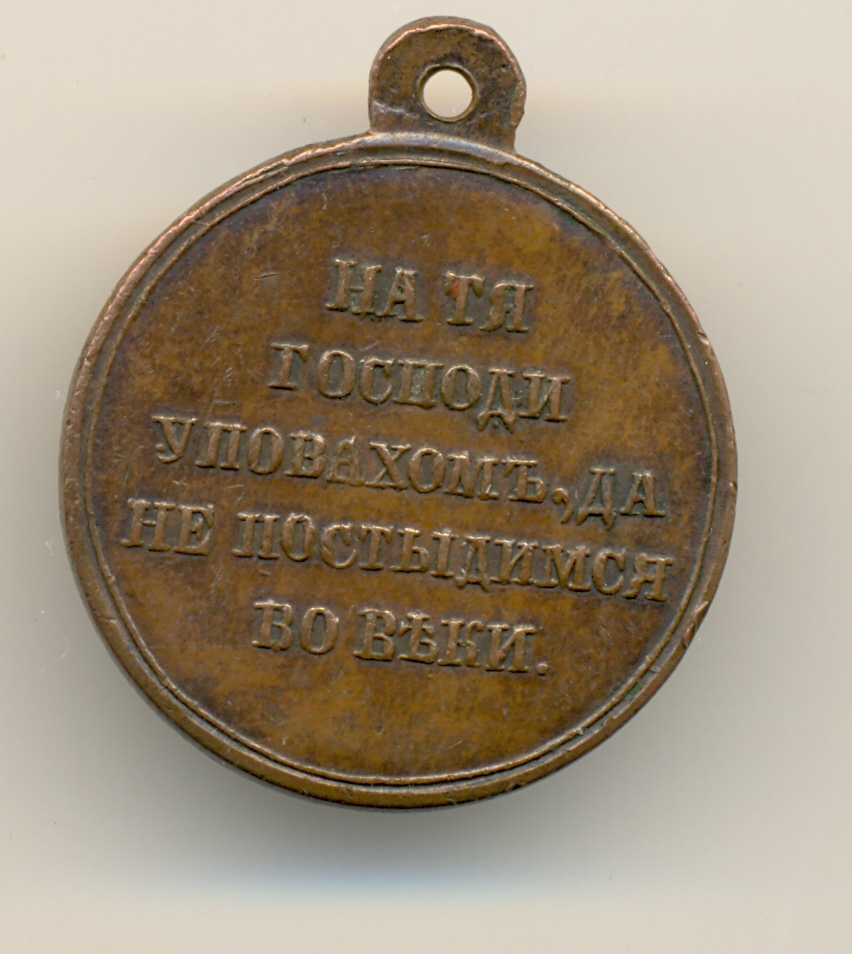 НА ТЯ
ГОСПОДИ
УПОВАХОМЪ, ДА
НЕ ПОСТЫДИМСЯ
ВО ВѢКИ.